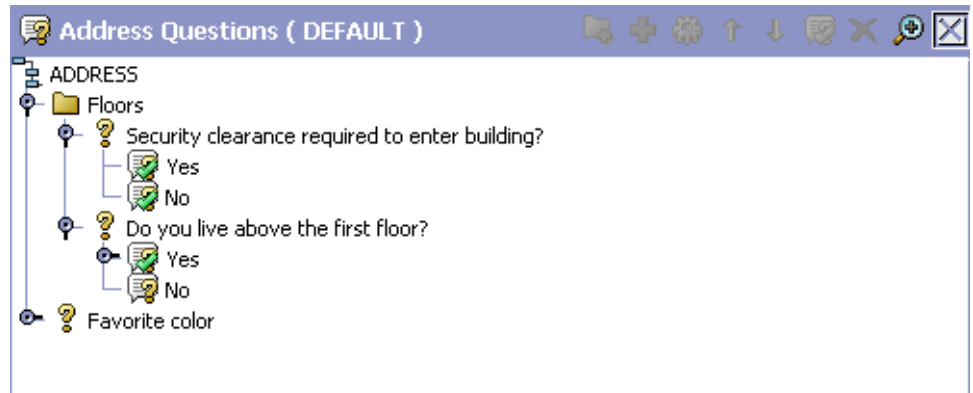 Address Questions ( DEFAULT )
ADDRESS
Floors
Security clearance required to enter building?
Yes
No
Do you live above the first floor?
Yes
No
Favorite color